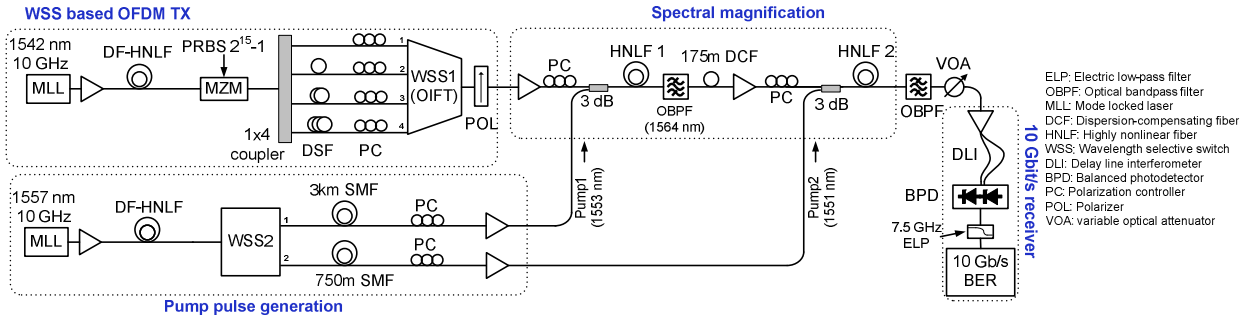 WSS based OFDM TX
1542 nm
10 GHz
MLL
DF-HNLF
PRBS 2¹⁵-1
MZM
1x4
coupler
DSF
PC
1
2
3
4
WSS1
(OIFT)
POL
Spectral magnification
PC
3 dB
HNLF 1
OBPF
(1564 nm)
175m DCF
PC
3 dB
HNLF 2
OBPF
VOA
Pump1
(1553 nm)
Pump2
(1551 nm)
1557 nm
10 GHz
MLL
DF-HNLF
WSS2
1
2
3km SMF
PC
750m SMF
PC
Pump pulse generation
DLI
BPD
7.5 GHz
ELP
10 Gb/s
BER
10 Gbit/s receiver
ELP; Electric low-pass filter
OBPF: Optical bandpass filter
MLL: Mode locked laser
DCF: Dispersion-compensating fiber
HNLF: Highly nonlinear fiber
WSS; Wavelength selective switch
DLI: Delay line interferometer
BPD: Balanced photodetector
PC: Polarization controller
POL: Polarizer
VOA: variable optical attenuator